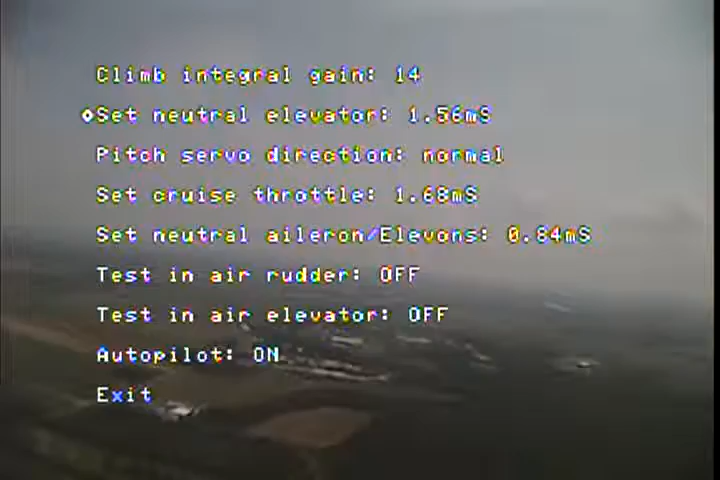 Climb integral gain: 14
Set neutral elevator: 1.56mS
Pitch servo direction: normal
Set cruise throttle: 1.68mS
Set neutral aileron/Elevons: 0.84mS
Test in air rudder: OFF
Test in air elevator: OFF
Autopilot: ON
Exit